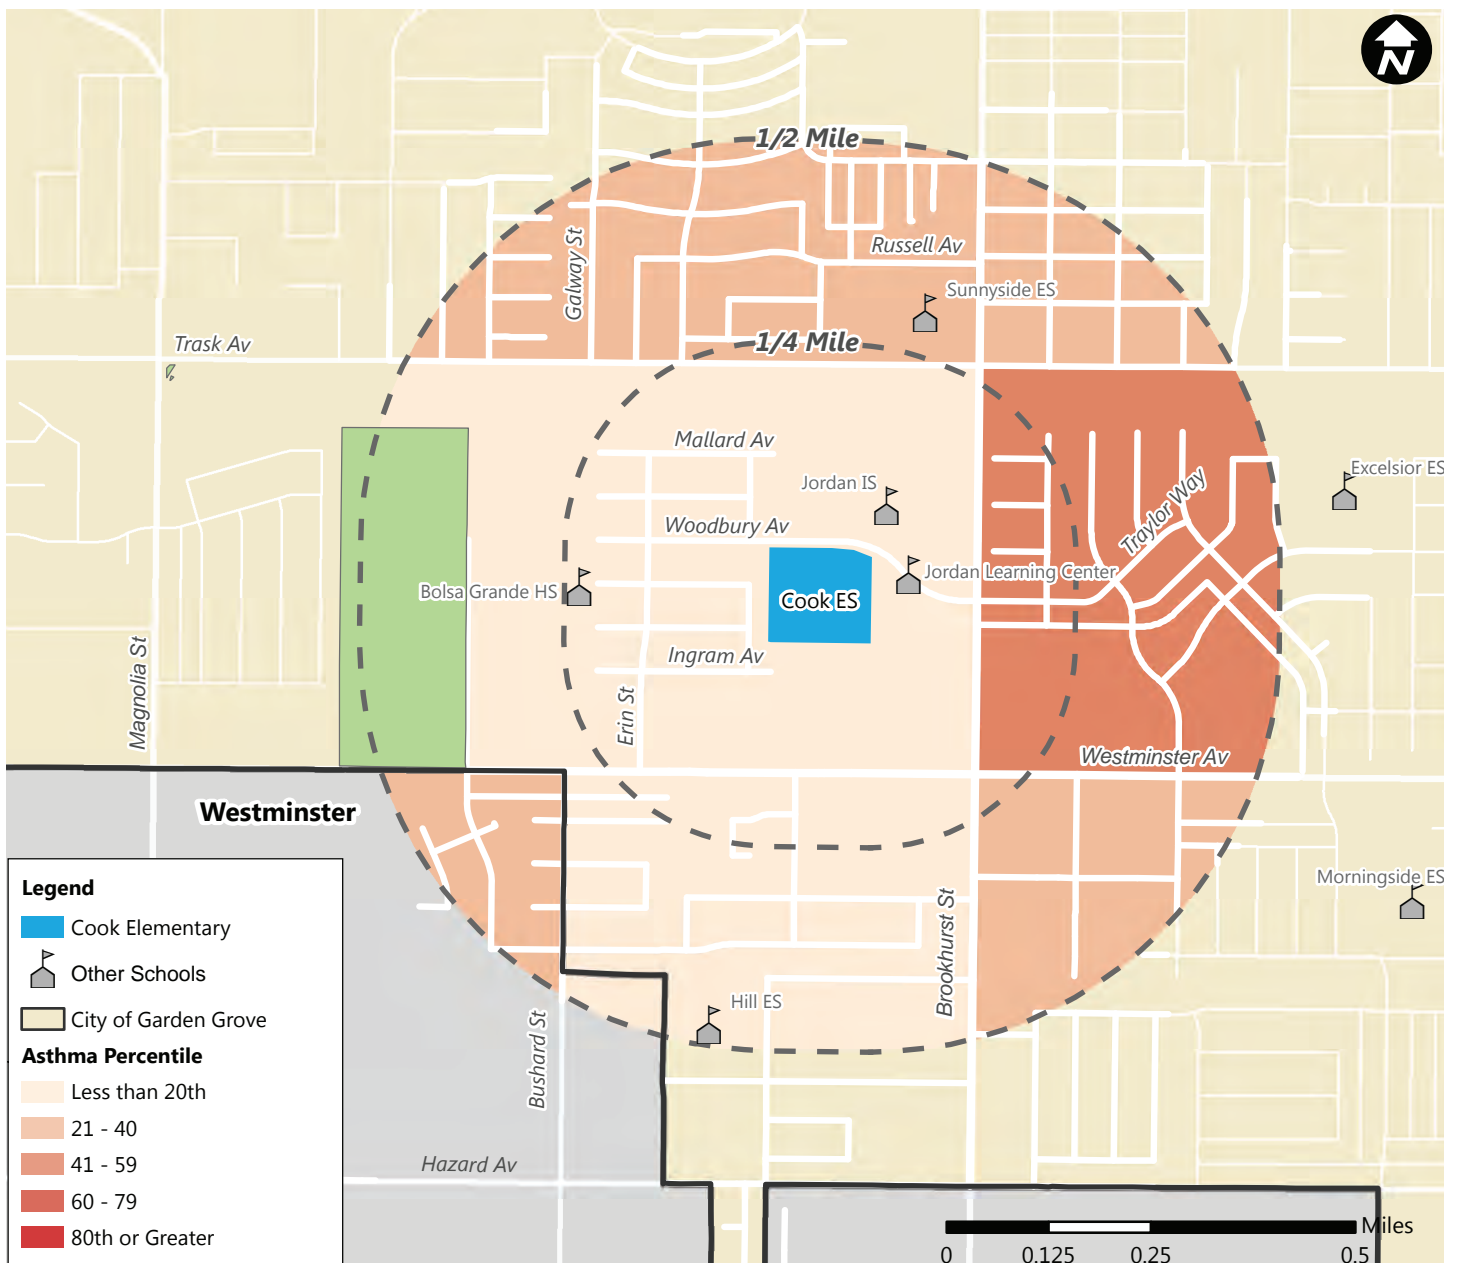 N
1/2 Mile
Russell Av
Galway St
Sunnyside ES
Trask Av
1/4 Mile
Mallard Av
Excelsior ES
Jordan IS
Traylor Way
Woodbury Av
Jordan Learning Center
Bolsa Grande HS
Cook ES
Ingram Av
Magnolia St
Erin St
Westminster Av
Westminster
Morningside ES
Brookhurst St
Hill ES
Bushard St
Hazard Av
Legend
Cook Elementary
Other Schools
City of Garden Grove
Asthma Percentile
Less than 20th
21 - 40
41 - 59
60 - 79
80th or Greater
Miles
0 0.125 0.25 0.5